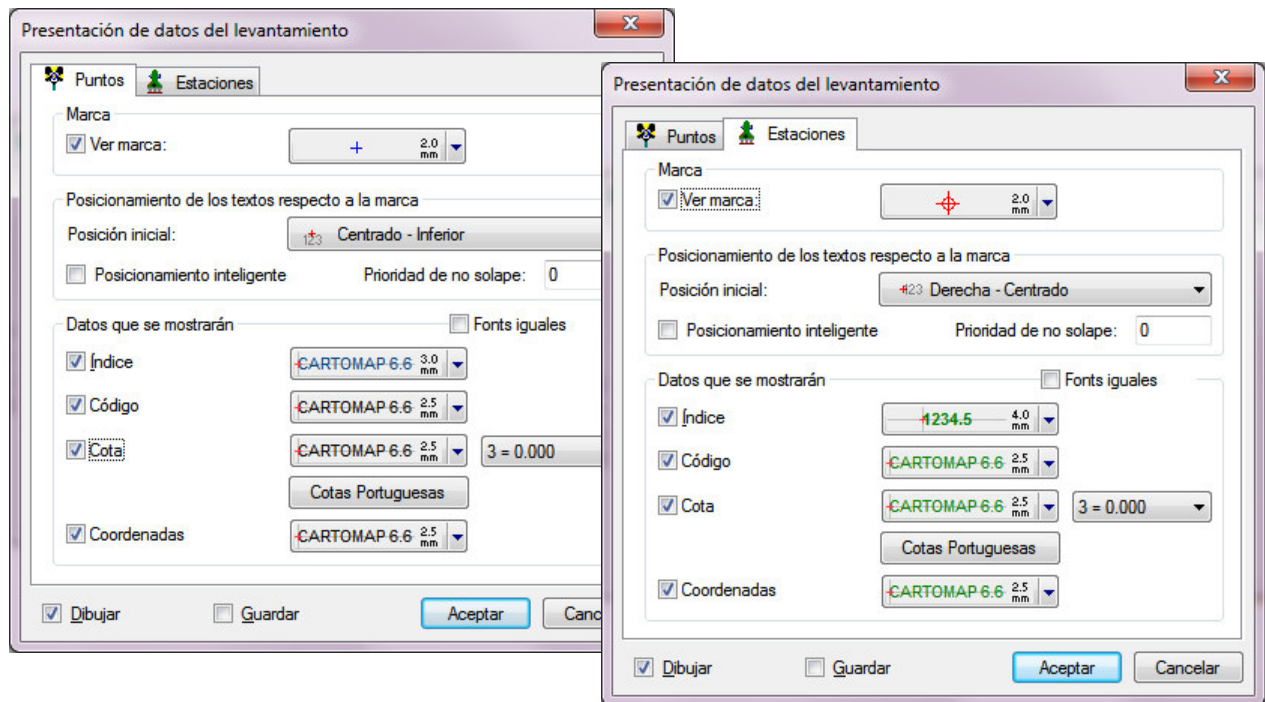 Presentación de datos del levantamiento
Puntos
Estaciones
Marca
Ver marca:
2.0 mm
Posicionamiento de los textos respecto a la marca
Posición inicial:
123 Centrado - Inferior
Posicionamiento inteligente
Prioridad de no solape: 0
Datos que se mostrarán
Fonts iguales
Índice
CARTOMAP 6.6 3.0 mm
Código
CARTOMAP 6.6 2.5 mm
Cota
CARTOMAP 6.6 2.5 mm
3 = 0.000
Cotas Portuguesas
Coordenadas
CARTOMAP 6.6 2.5 mm
Dibujar
Guardar
Aceptar
Canc
Presentación de datos del levantamiento
Puntos
Estaciones
Marca
Ver marca:
2.0 mm
Posicionamiento de los textos respecto a la marca
Posición inicial:
123 Derecha - Centrado
Posicionamiento inteligente
Prioridad de no solape: 0
Datos que se mostrarán
Fonts iguales
Índice
1234.5 4.0 mm
Código
CARTOMAP 6.6 2.5 mm
Cota
CARTOMAP 6.6 2.5 mm
3 = 0.000
Cotas Portuguesas
Coordenadas
CARTOMAP 6.6 2.5 mm
Dibujar
Guardar
Aceptar
Cancelar